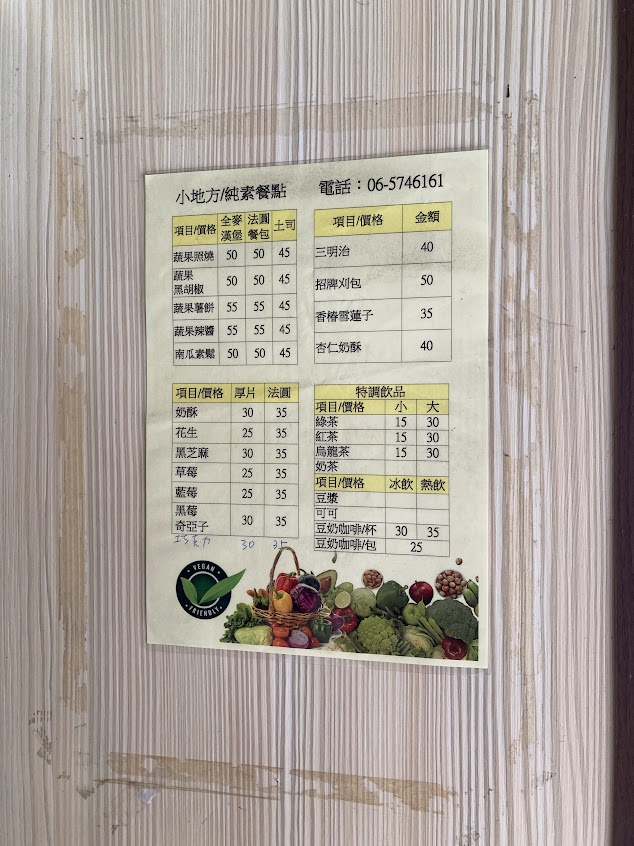 小地方/純素餐點 電話：06-5746161
項目/價格 全麥漢堡 法圓餐包 土司
蔬果照燒 50 50 45
蔬果黑胡椒 50 50 45
蔬果薯餅 55 55 45
蔬果辣醬 55 55 45
南瓜素鬆 50 50 45
項目/價格 金額
三明治 40
招牌刈包 50
香椿雪蓮子 35
杏仁奶酥 40
項目/價格 厚片 法圓
奶酥 30 35
花生 25 35
黑芝麻 30 35
草莓 25 35
藍莓 25 35
黑莓奇亞子 30 35
巧克力 30 35
特調飲品
項目/價格 小 大
綠茶 15 30
紅茶 15 30
烏龍茶 15 30
奶茶
項目/價格 冰飲 熱飲
豆漿
可可
豆奶咖啡/杯 30 35
豆奶咖啡/包 25
VEGAN
FRIENDLY